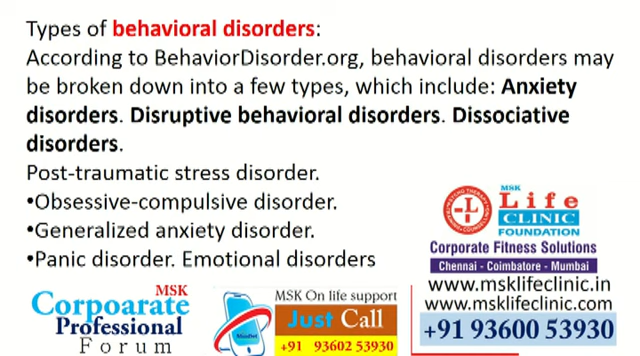 Types of behavioral disorders:
According to BehaviorDisorder.org, behavioral disorders may
be broken down into a few types, which include: Anxiety
disorders. Disruptive behavioral disorders. Dissociative
disorders.
Post-traumatic stress disorder.
•Obsessive-compulsive disorder.
•Generalized anxiety disorder.
•Panic disorder. Emotional disorders
MSK
Life
CLINIC
FOUNDATION
Corporate Fitness Solutions
Chennai - Coimbatore - Mumbai
www.msklifeclinic.in
www.msklifeclinic.com
+91 93600 53930
MSK
Corpoarate
Professional
Forum
MSK On life support
Just Call
+91 93602 53930